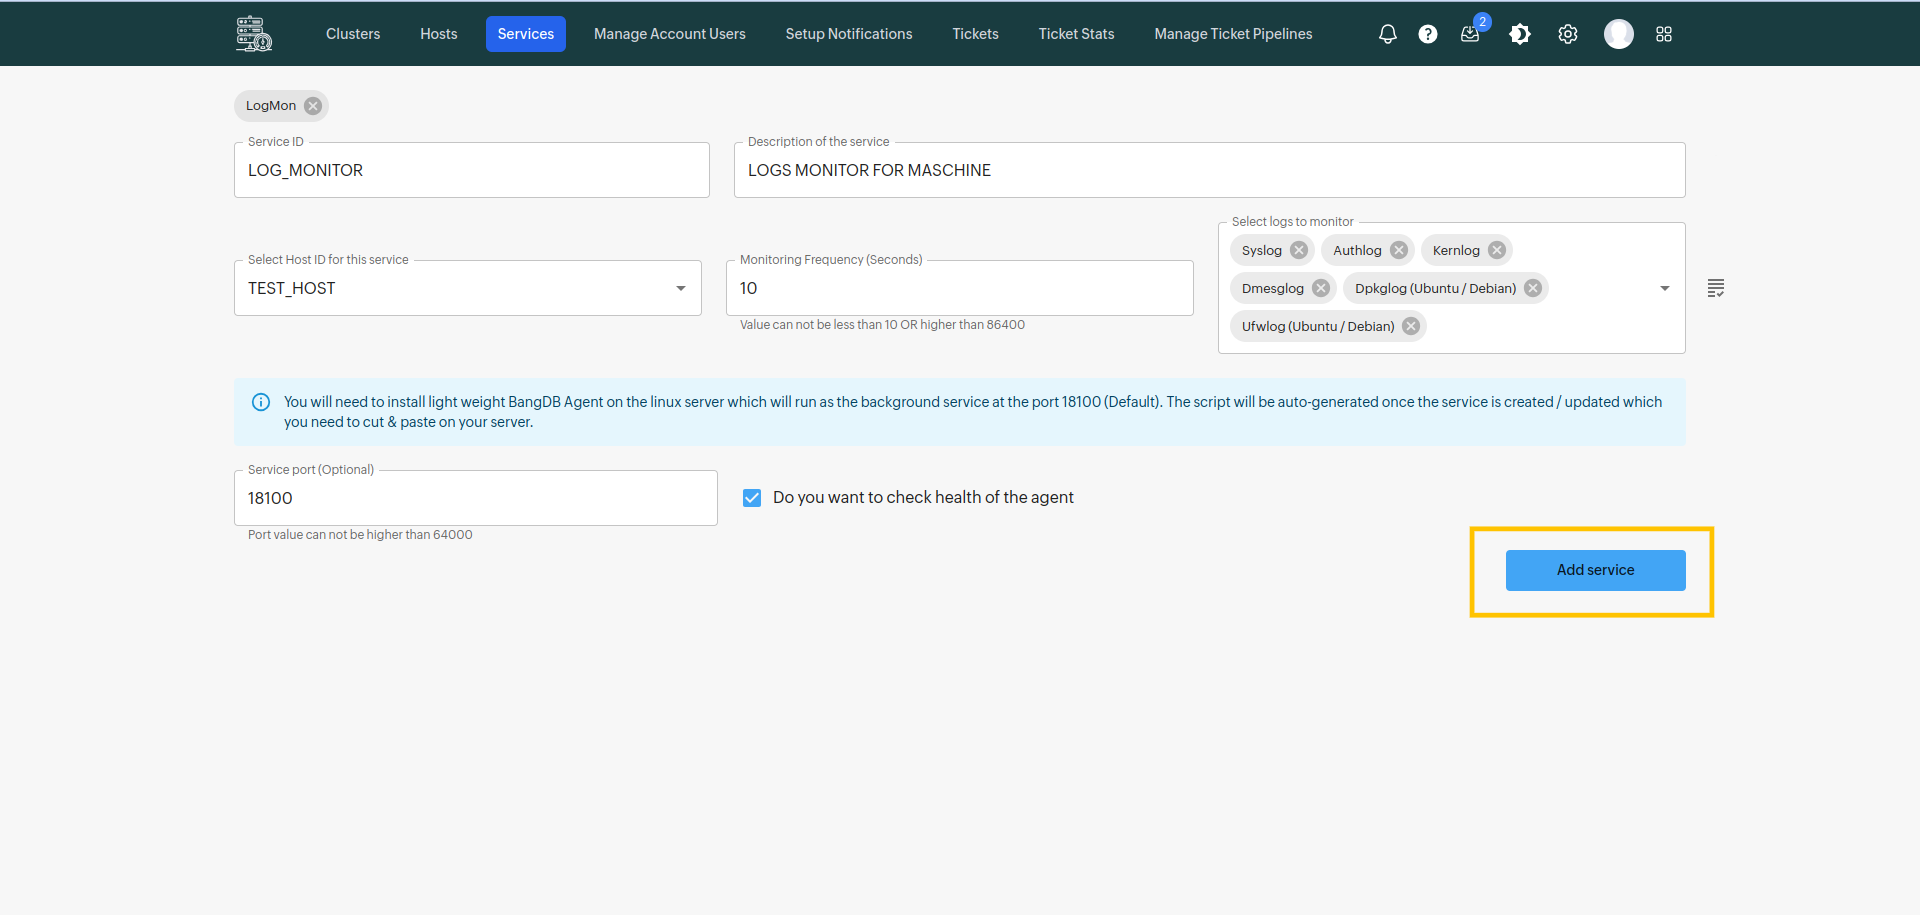 Clusters Hosts Services Manage Account Users Setup Notifications Tickets Ticket Stats Manage Ticket Pipelines ? 2
LogMon
Service ID
LOG_MONITOR
Description of the service
LOGS MONITOR FOR MASCHINE
Select Host ID for this service
TEST_HOST
Monitoring Frequency (Seconds)
10
Value can not be less than 10 OR higher than 86400
Select logs to monitor
Syslog Authlog Kernlog
Dmesglog Dpkglog (Ubuntu / Debian)
Ufwlog (Ubuntu / Debian)
You will need to install light weight BangDB Agent on the linux server which will run as the background service at the port 18100 (Default). The script will be auto-generated once the service is created / updated which
you need to cut & paste on your server.
Service port (Optional)
18100
Port value can not be higher than 64000
Do you want to check health of the agent
Add service